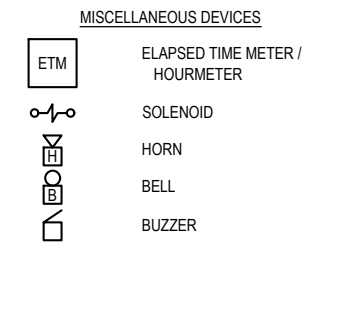 MISCELLANEOUS DEVICES
ETM
ELAPSED TIME METER /
HOURMETER
SOLENOID
H
HORN
B
BELL
BUZZER